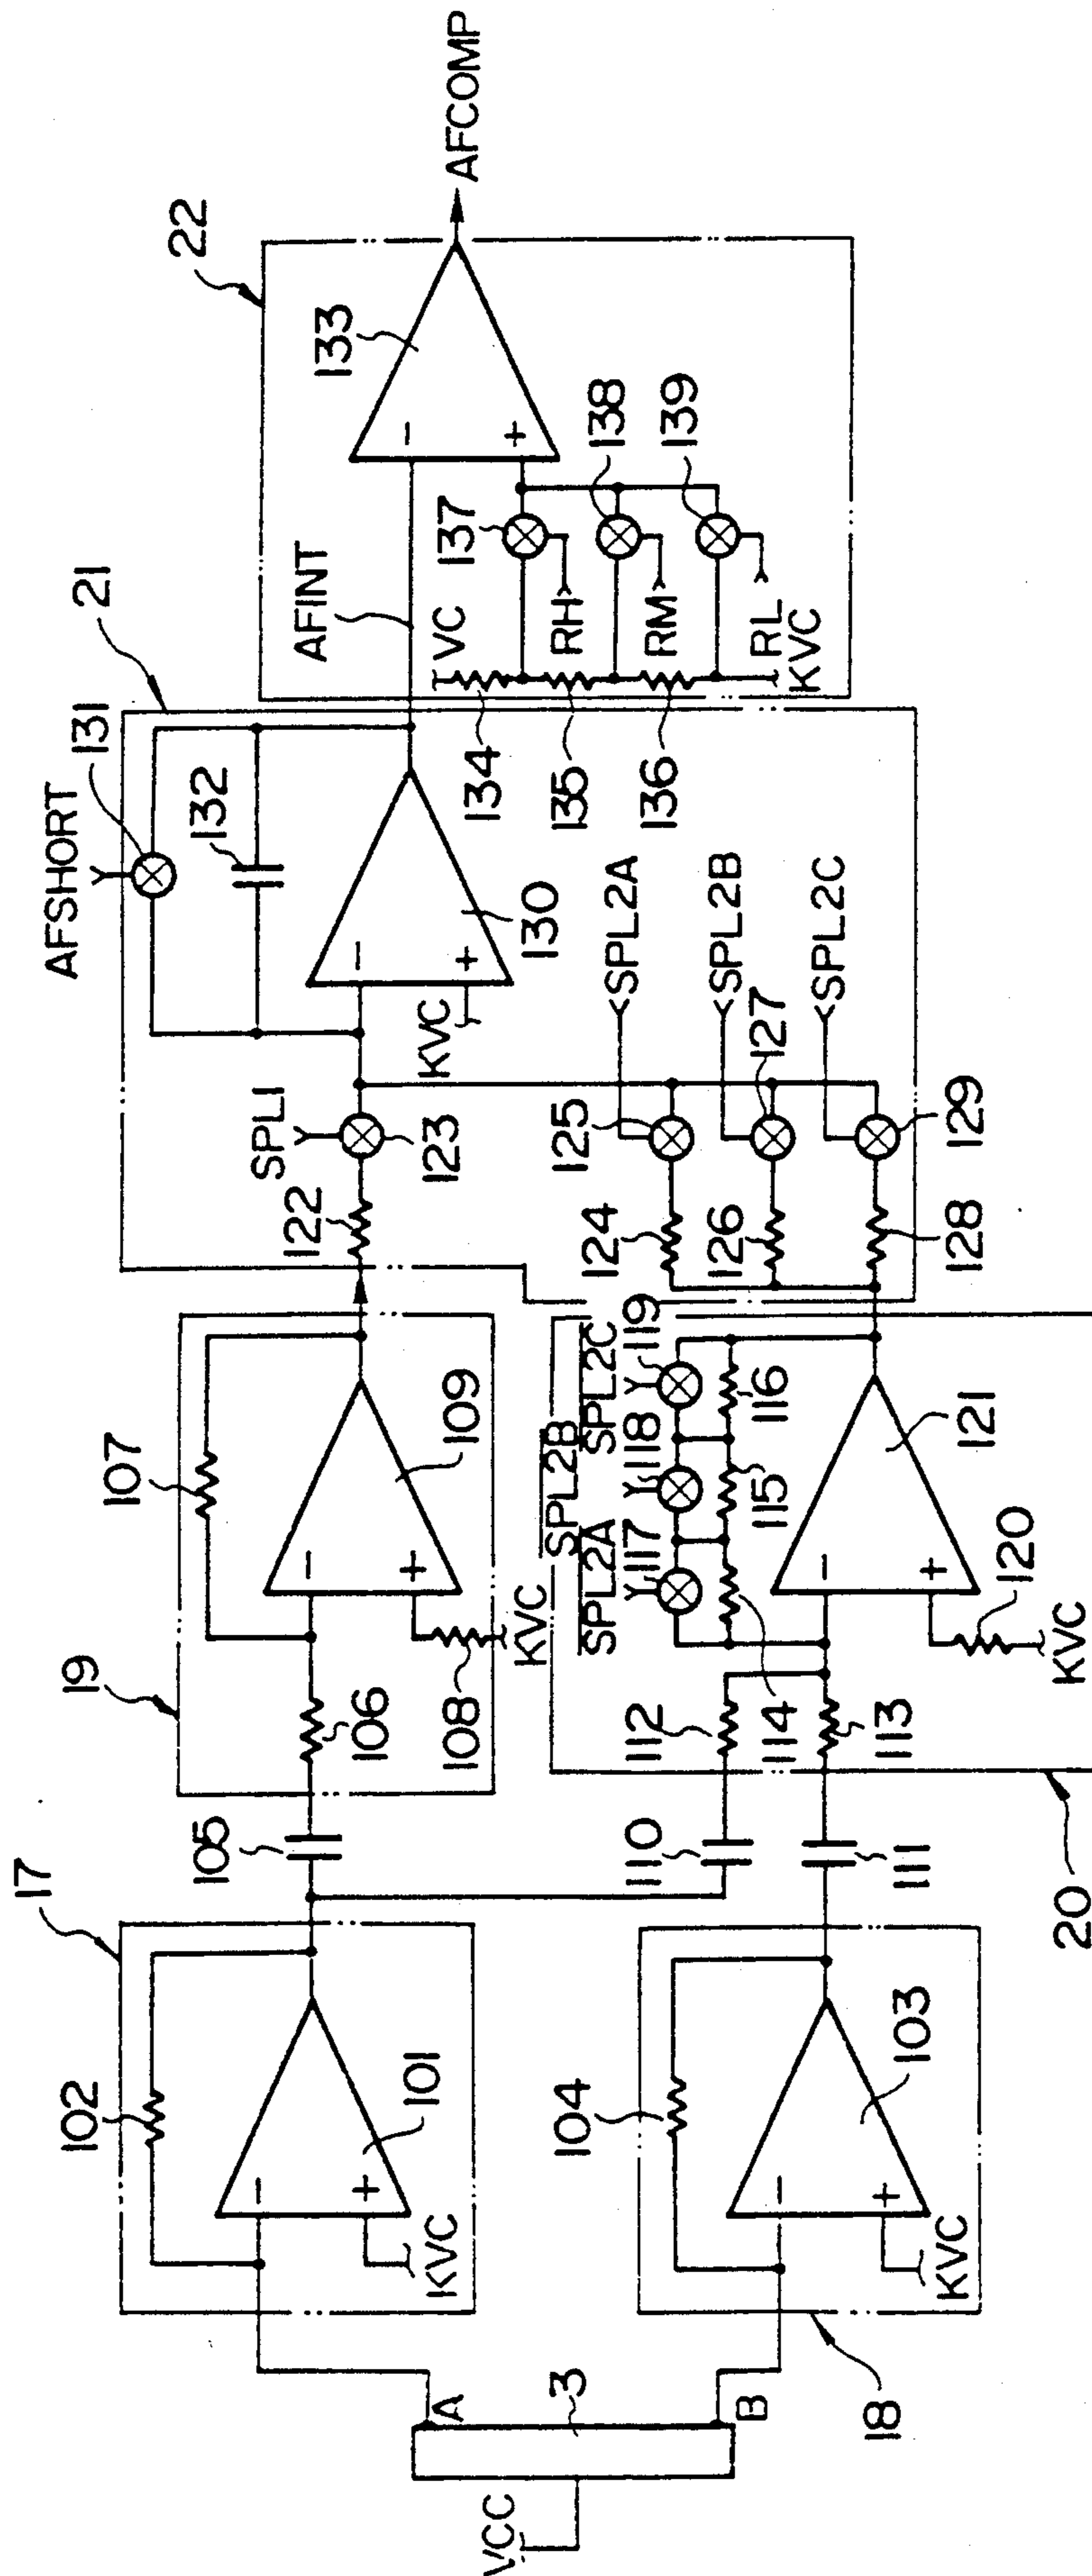 VCC
3
A
B
17
102
101
KVC
18
104
103
KVC
105
110
111
19
106
107
109
108
KVC
20
112
113
114
115
116
SPL2A
SPL2B
SPL2C
117
118
119
121
120
KVC
21
AFSHORT
131
132
SPL1
122
123
130
KVC
SPL2A
SPL2B
SPL2C
124
125
126
127
128
129
22
AFINT
133
VC
134
135
136
137
138
139
RH
RM
RL
KVC
AFCOMP